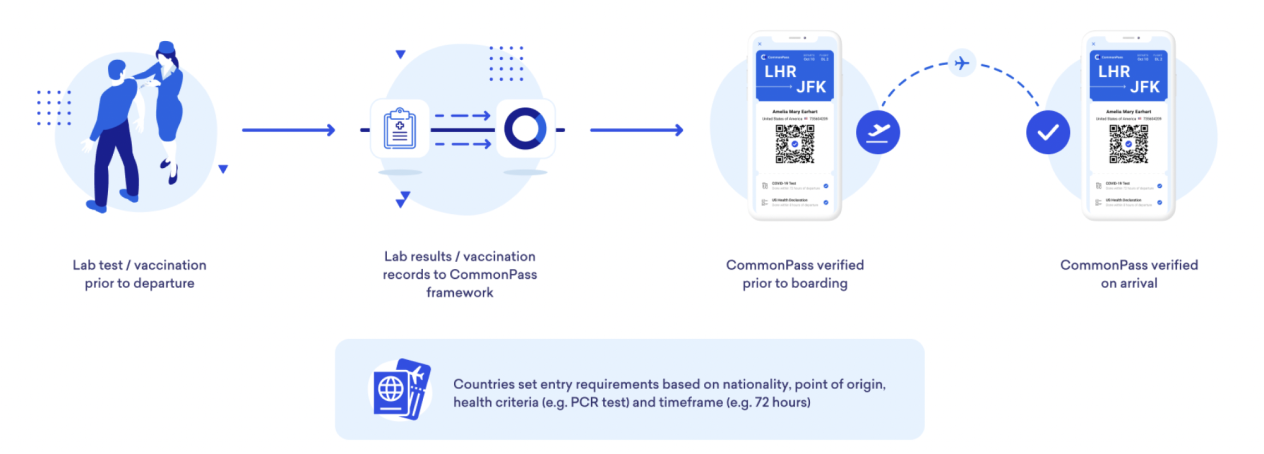 Lab test / vaccination
prior to departure
Lab results / vaccination
records to CommonPass
framework
CommonPass
LHR
JFK
Amelia Mary Earhart
United States of America
COVID-19 Test
US Health Declaration
CommonPass verified
prior to boarding
CommonPass
LHR
JFK
Amelia Mary Earhart
United States of America
COVID-19 Test
US Health Declaration
CommonPass verified
on arrival
Countries set entry requirements based on nationality, point of origin,
health criteria (e.g. PCR test) and timeframe (e.g. 72 hours)